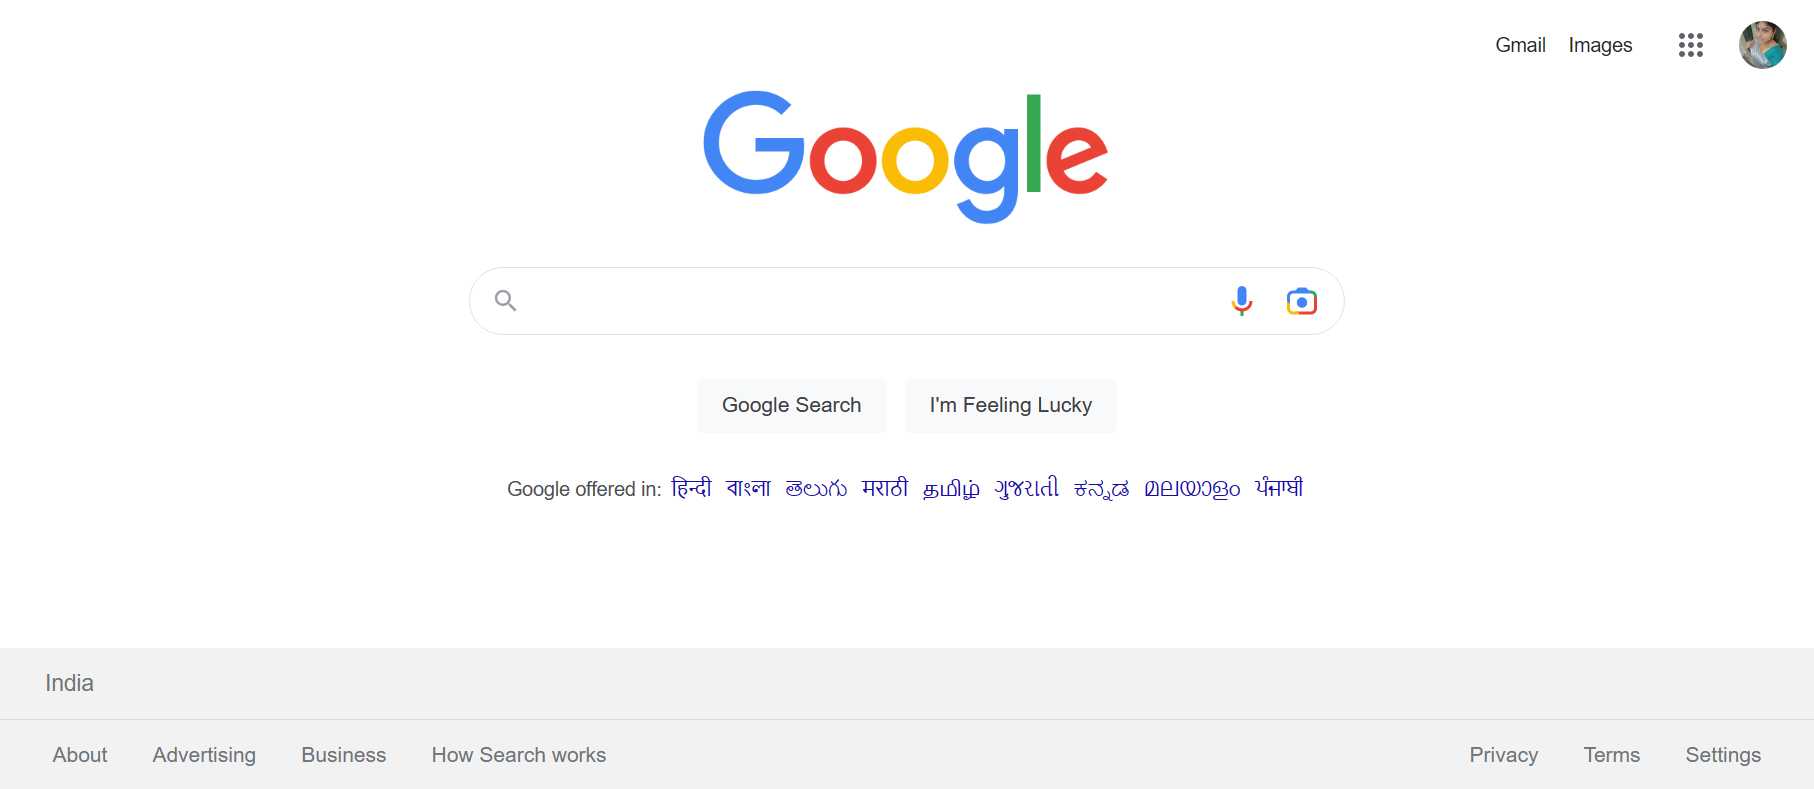 Gmail Images
Google
Google Search I'm Feeling Lucky
Google offered in: हिन्दी বাংলা తెలుగు मराठी தமிழ் ગુજરાતી ಕನ್ನಡ മലയാളം ਪੰਜਾਬੀ
India
About Advertising Business How Search works Privacy Terms Settings